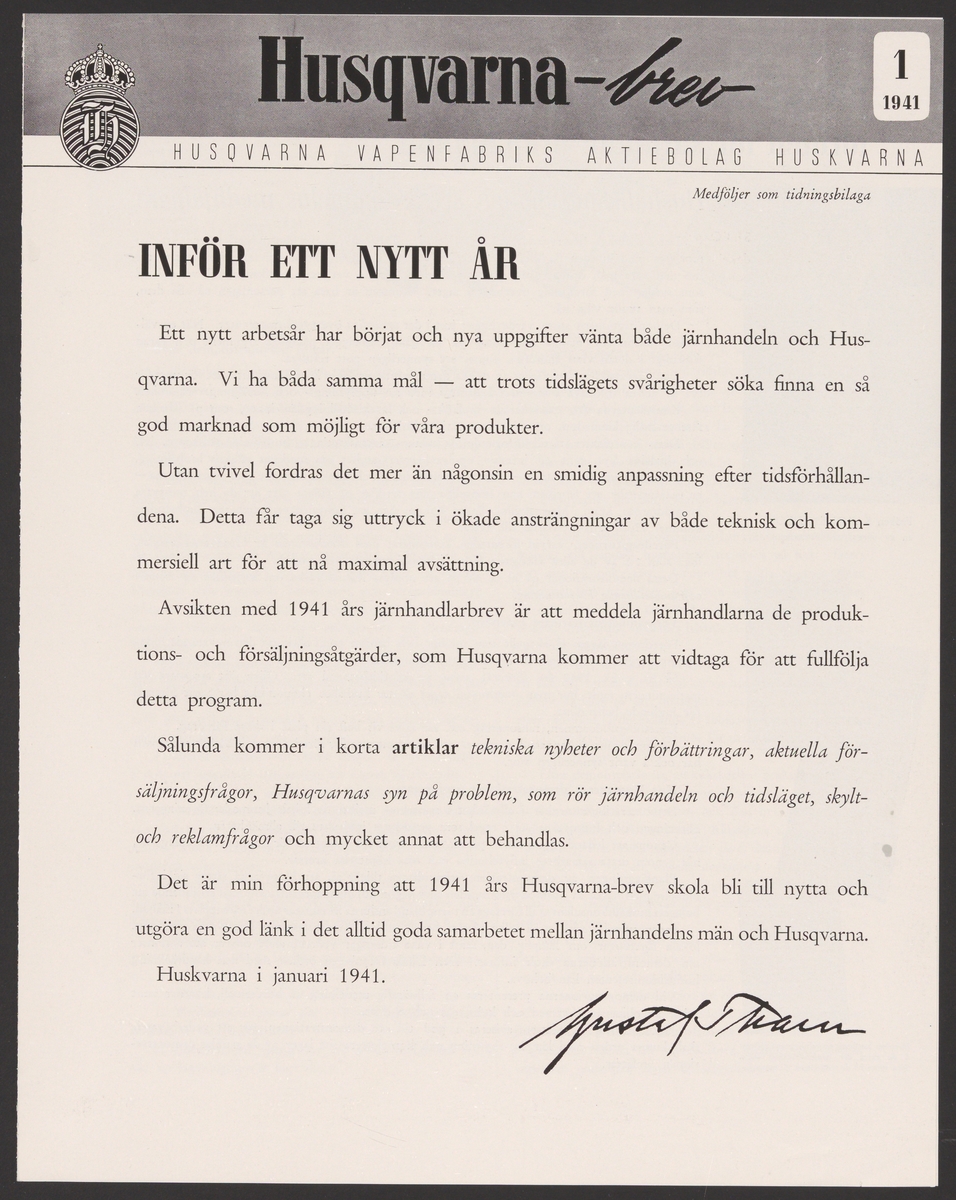 Husqvarna-brev
1
1941
H
HUSQVARNA VAPENFABRIKS AKTIEBOLAG HUSKVARNA
Medföljer som tidningsbilaga
INFÖR ETT NYTT ÅR
Ett nytt arbetsår har börjat och nya uppgifter vänta både järnhandeln och Hus-
qvarna. Vi ha båda samma mål — att trots tidslägets svårigheter söka finna en så
god marknad som möjligt för våra produkter.
Utan tvivel fordras det mer än någonsin en smidig anpassning efter tidsförhållan-
dena. Detta får taga sig uttryck i ökade ansträngningar av både teknisk och kom-
mersiell art för att nå maximal avsättning.
Avsikten med 1941 års järnhandlarbrev är att meddela järnhandlarna de produk-
tions- och försäljningsåtgärder, som Husqvarna kommer att vidtaga för att fullfölja
detta program.
Sålunda kommer i korta artiklar tekniska nyheter och förbättringar, aktuella för-
säljningsfrågor, Husqvarnas syn på problem, som rör järnhandeln och tidsläget, skylt-
och reklamfrågor och mycket annat att behandlas.
Det är min förhoppning att 1941 års Husqvarna-brev skola bli till nytta och
utgöra en god länk i det alltid goda samarbetet mellan järnhandelns män och Husqvarna.
Huskvarna i januari 1941.
Gustaf Tham